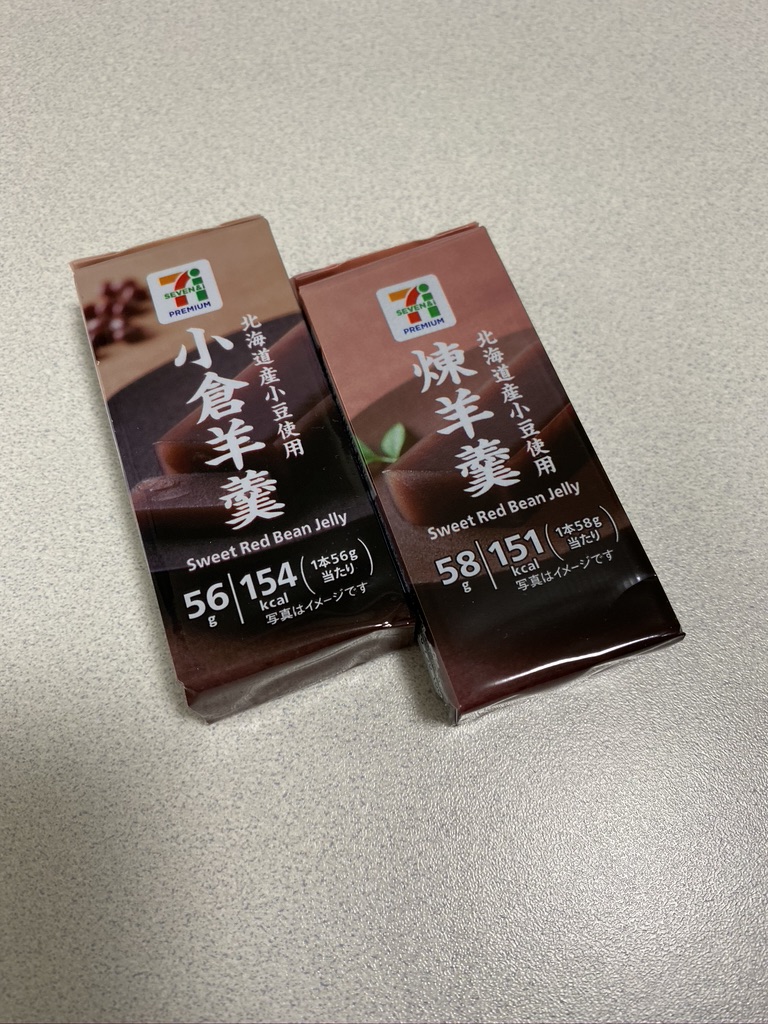 SEVEN&i
PREMIUM
小倉羊羹
北海道産小豆使用
Sweet Red Bean Jelly
56g|154kcal(1本56g当たり)
写真はイメージです
SEVEN&i
PREMIUM
煉羊羹
北海道産小豆使用
Sweet Red Bean Jelly
58g|151kcal(1本58g当たり)
写真はイメージです